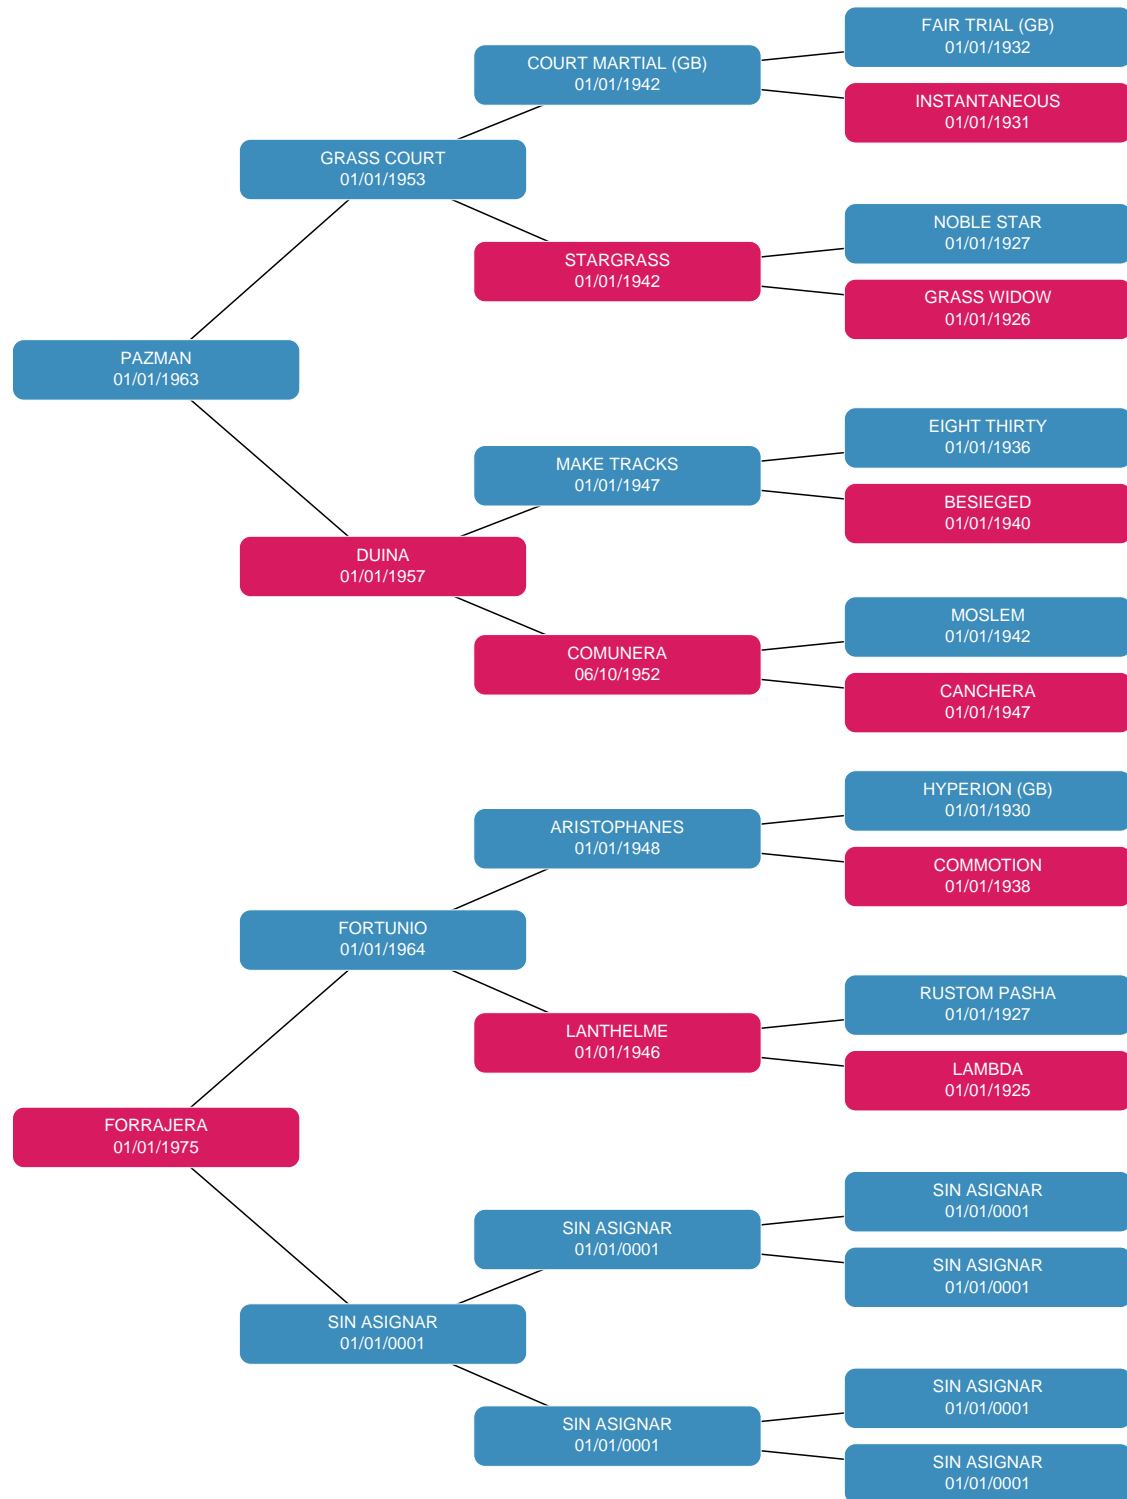 FAIR TRIAL (GB)
01/01/1932
COURT MARTIAL (GB)
01/01/1942
INSTANTANEOUS
01/01/1931
GRASS COURT
01/01/1953
NOBLE STAR
01/01/1927
STARGRASS
01/01/1942
GRASS WIDOW
01/01/1926
PAZMAN
01/01/1963
EIGHT THIRTY
01/01/1936
MAKE TRACKS
01/01/1947
BESIEGED
01/01/1940
DUINA
01/01/1957
MOSLEM
01/01/1942
COMUNERA
06/10/1952
CANCHERA
01/01/1947
HYPERION (GB)
01/01/1930
ARISTOPHANES
01/01/1948
COMMOTION
01/01/1938
FORTUNIO
01/01/1964
RUSTOM PASHA
01/01/1927
LANTHELME
01/01/1946
LAMBDA
01/01/1925
FORRAJERA
01/01/1975
SIN ASIGNAR
01/01/0001
SIN ASIGNAR
01/01/0001
SIN ASIGNAR
01/01/0001
SIN ASIGNAR
01/01/0001
SIN ASIGNAR
01/01/0001
SIN ASIGNAR
01/01/0001
SIN ASIGNAR
01/01/0001